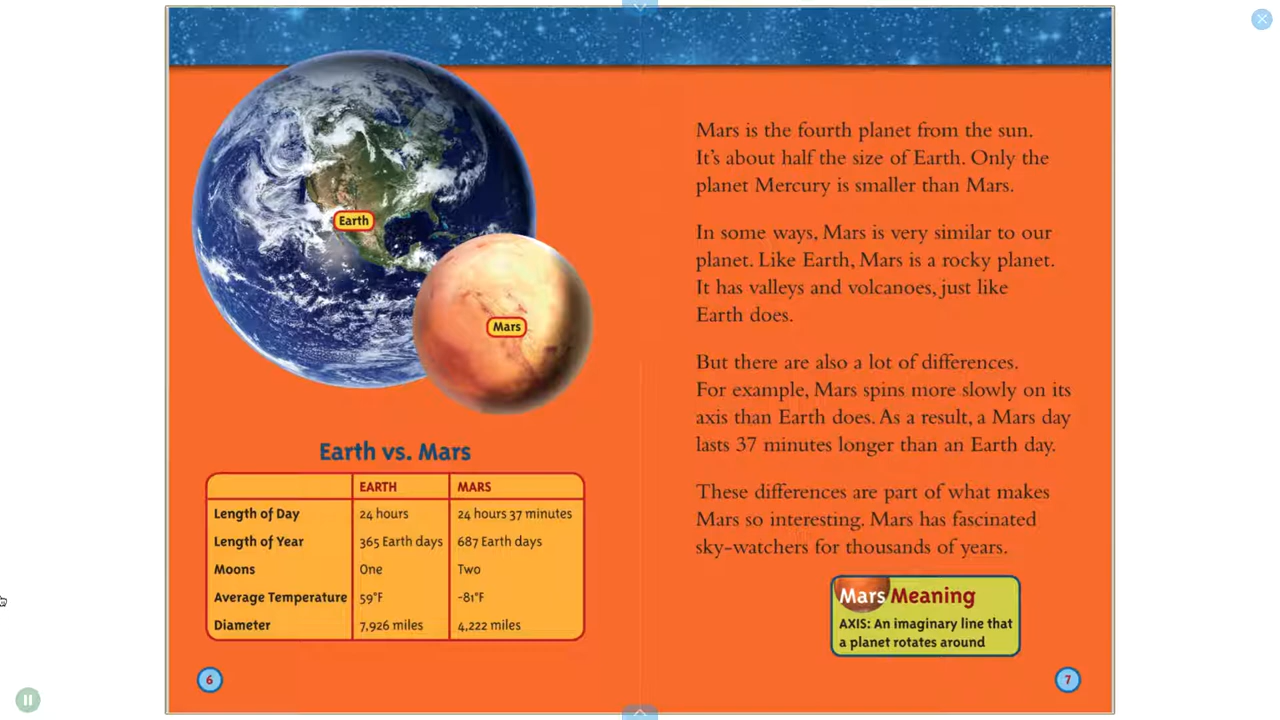 Earth
Mars
Earth vs. Mars
EARTH MARS
Length of Day 24 hours 24 hours 37 minutes
Length of Year 365 Earth days 687 Earth days
Moons One Two
Average Temperature 59°F -81°F
Diameter 7,926 miles 4,222 miles
6
Mars is the fourth planet from the sun.
It's about half the size of Earth. Only the
planet Mercury is smaller than Mars.
In some ways, Mars is very similar to our
planet. Like Earth, Mars is a rocky planet.
It has valleys and volcanoes, just like
Earth does.
But there are also a lot of differences.
For example, Mars spins more slowly on its
axis than Earth does. As a result, a Mars day
lasts 37 minutes longer than an Earth day.
These differences are part of what makes
Mars so interesting. Mars has fascinated
sky-watchers for thousands of years.
Mars Meaning
AXIS: An imaginary line that
a planet rotates around
7